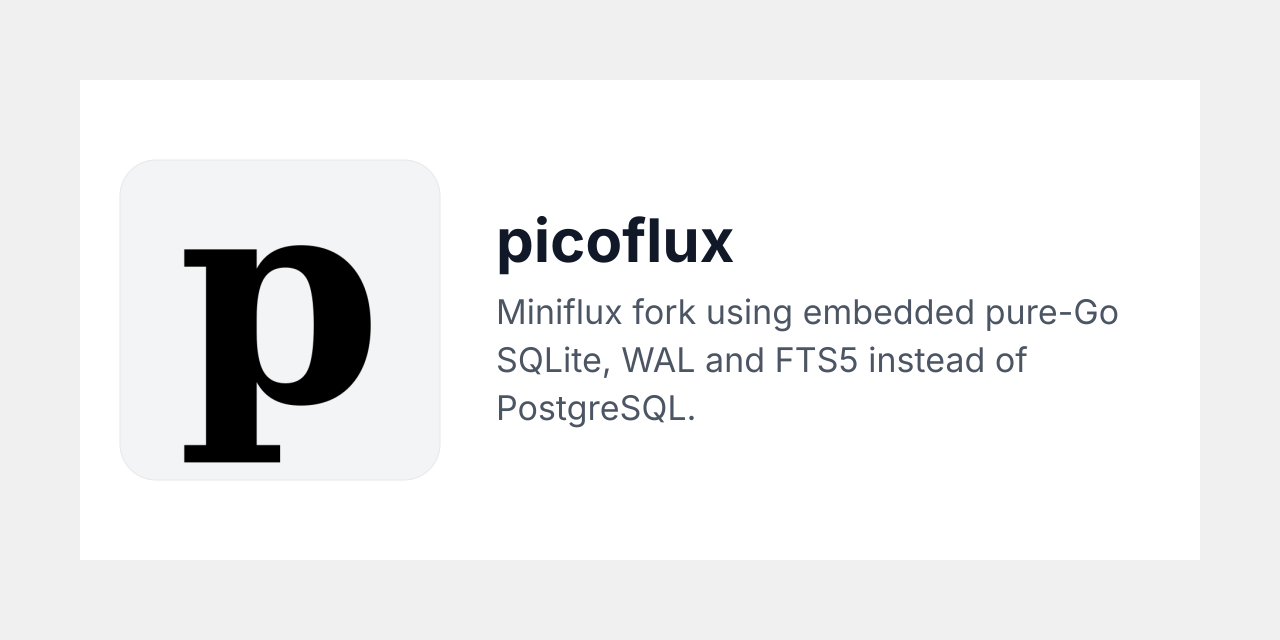 p
picoflux
Miniflux fork using embedded pure-Go
SQLite, WAL and FTS5 instead of
PostgreSQL.